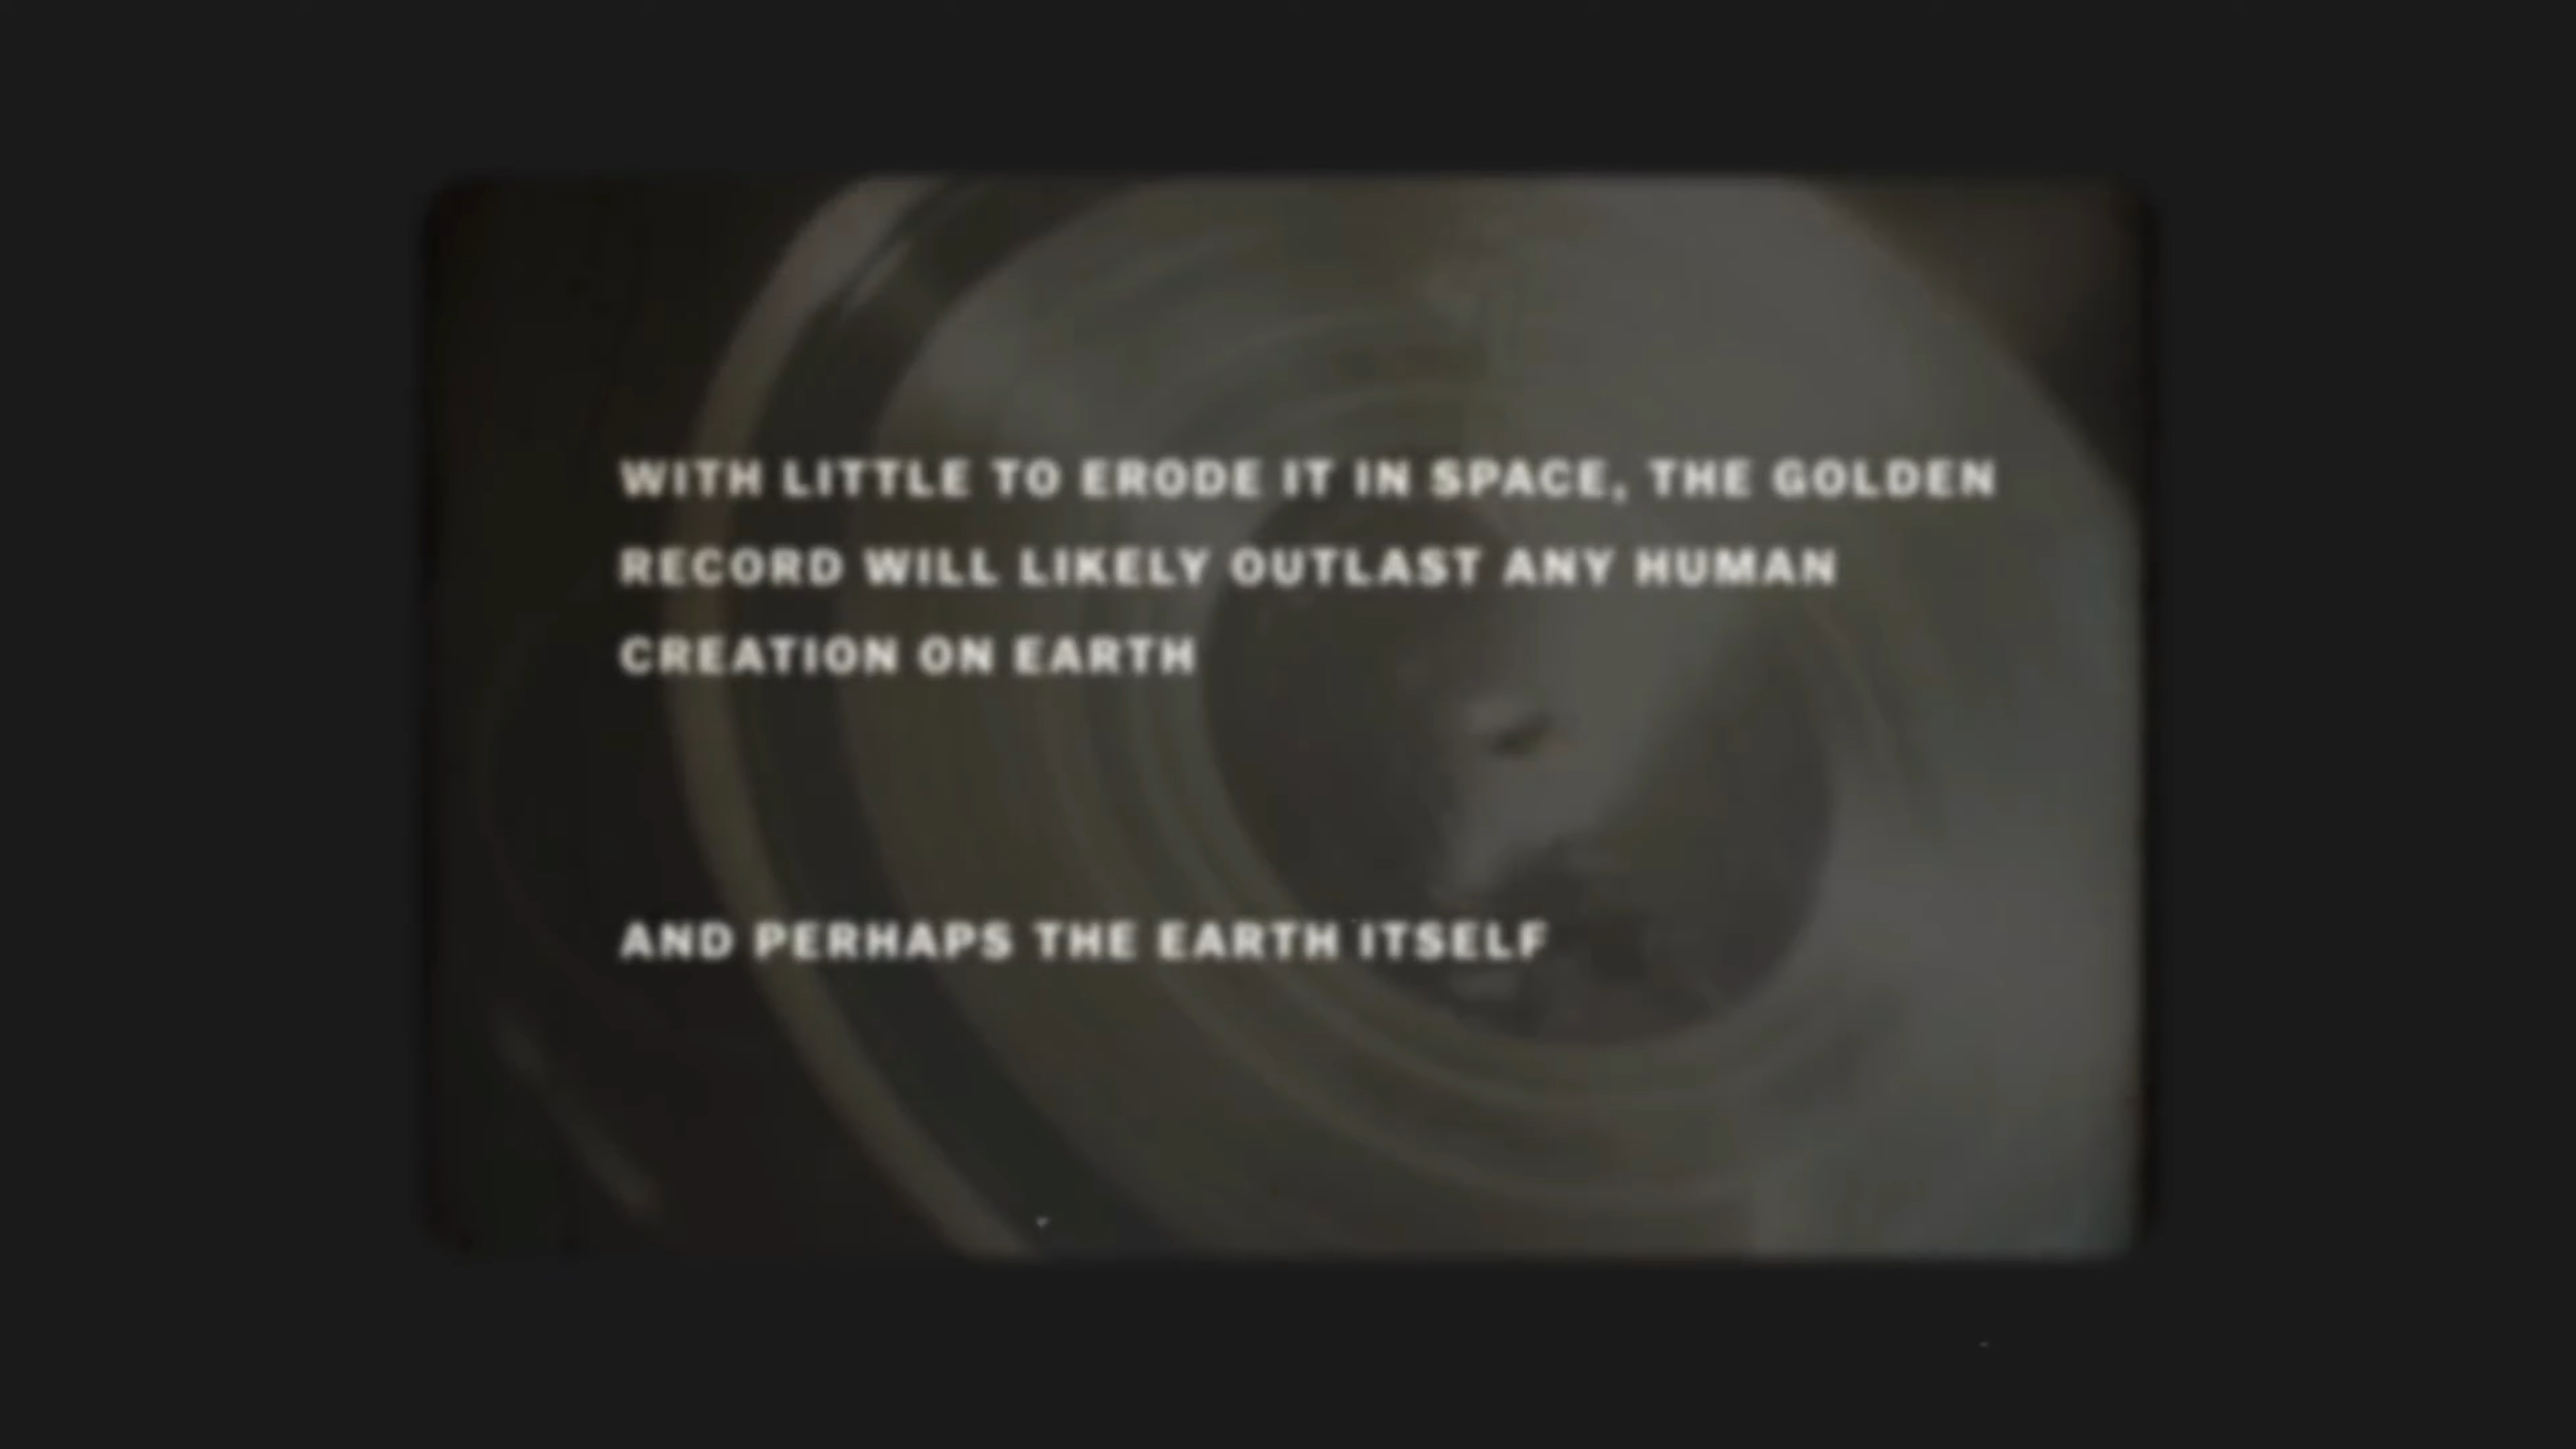 WITH LITTLE TO ERODE IT IN SPACE, THE GOLDEN
RECORD WILL LIKELY OUTLAST ANY HUMAN
CREATION ON EARTH
AND PERHAPS THE EARTH ITSELF